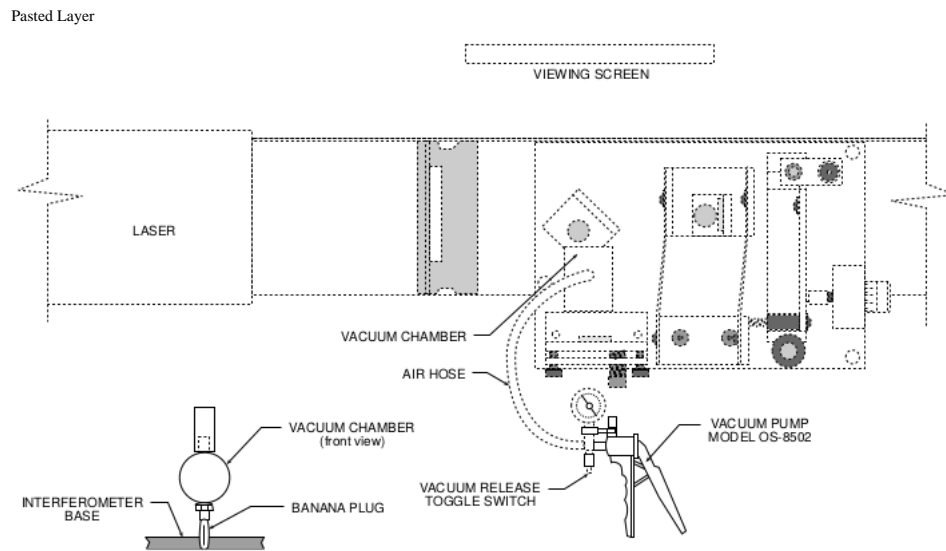 Pasted Layer
VIEWING SCREEN
LASER
VACUUM CHAMBER
AIR HOSE
VACUUM CHAMBER
(front view)
VACUUM PUMP
MODEL OS-8502
VACUUM RELEASE
TOGGLE SWITCH
INTERFEROMETER
BASE
BANANA PLUG